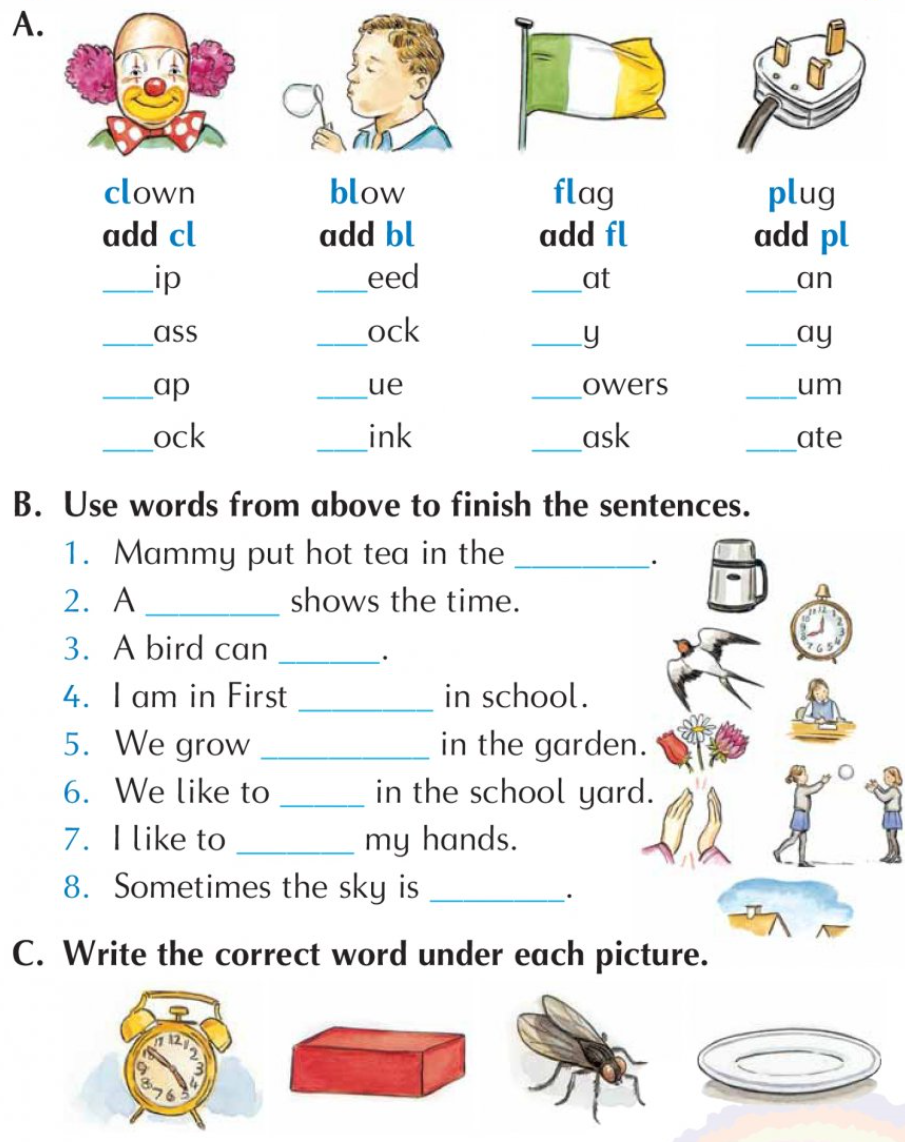 A.
clown blow flag plug
add cl add bl add fl add pl
___ip ___eed ___at ___an
___ass ___ock ___y ___ay
___ap ___ue ___owers ___um
___ock ___ink ___ask ___ate
B. Use words from above to finish the sentences.
1. Mammy put hot tea in the ________.
2. A ________ shows the time.
3. A bird can ______.
4. I am in First ________ in school.
5. We grow __________ in the garden.
6. We like to _____ in the school yard.
7. I like to _______ my hands.
8. Sometimes the sky is ________.
C. Write the correct word under each picture.